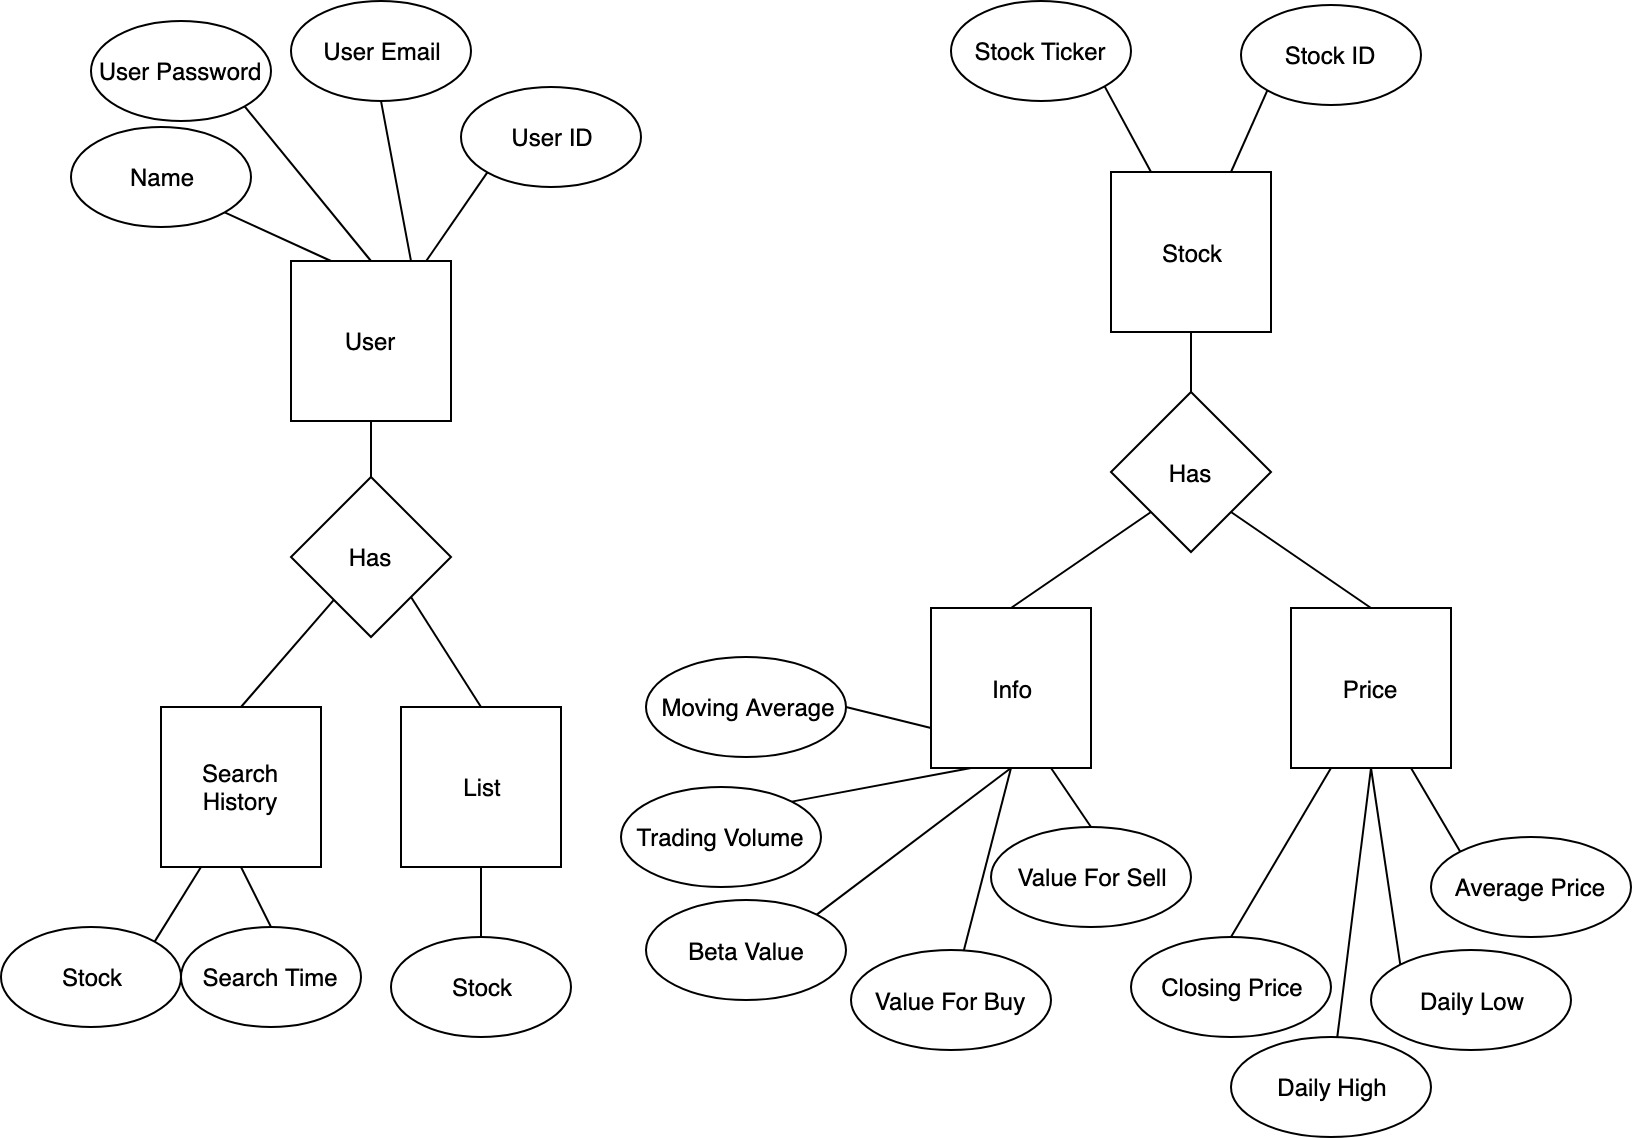 User Email
Stock Ticker
Stock ID
User Password
User ID
Name
Stock
User
Has
Has
Info
Price
Moving Average
Search
History
List
Trading Volume
Value For Sell
Average Price
Beta Value
Stock
Search Time
Stock
Closing Price
Value For Buy
Daily Low
Daily High